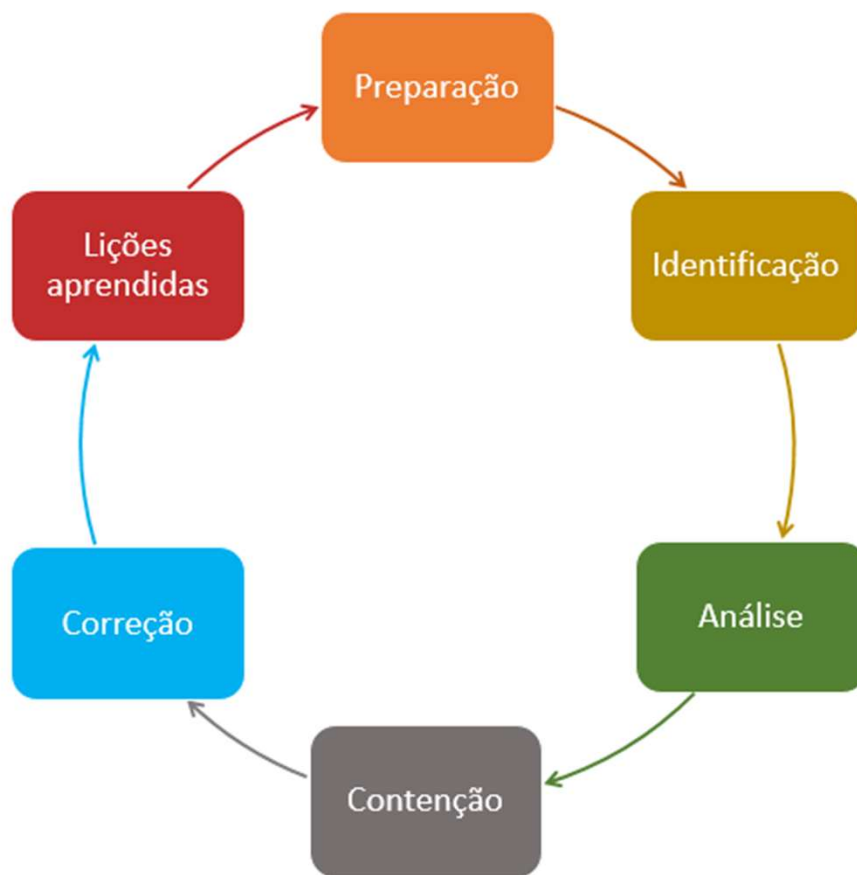 Preparação
Identificação
Análise
Contenção
Correção
Lições
aprendidas